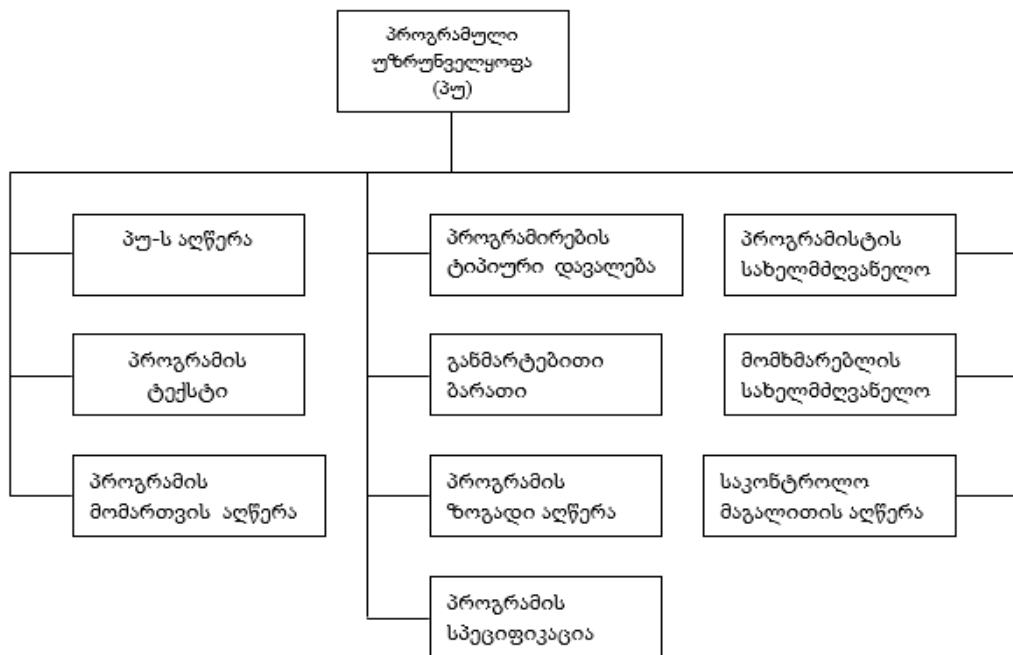 პროგრამული
უზრუნველყოფა
(პუ)
პუ-ს აღწერა
პროგრამირების
ტიპიური დავალება
პროგრამისტის
სახელმძღვანელო
პროგრამის
ტექსტი
განმარტებითი
ბარათი
მომხმარებლის
სახელმძღვანელო
პროგრამის
მომართვის აღწერა
პროგრამის
ზოგადი აღწერა
საკონტროლო
მაგალითის აღწერა
პროგრამის
სპეციფიკაცია